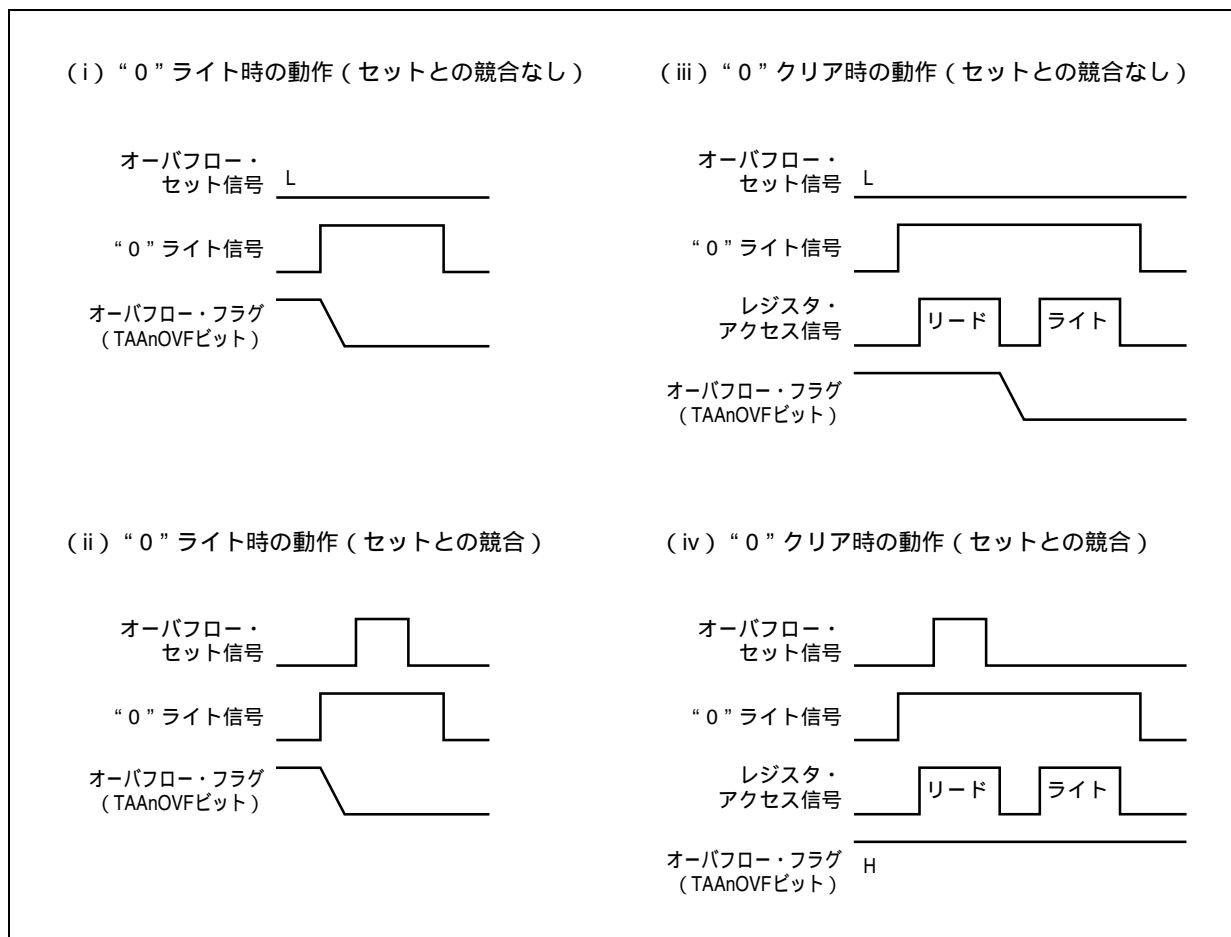 (i) “0” ライト時の動作(セットとの競合なし)
オーバフロー・
セット信号
L
“0” ライト信号
オーバフロー・フラグ
(TAAnOVFビット)
(iii) “0” クリア時の動作(セットとの競合なし)
オーバフロー・
セット信号
L
“0” ライト信号
レジスタ・
アクセス信号
リード
ライト
オーバフロー・フラグ
(TAAnOVFビット)
(ii) “0” ライト時の動作(セットとの競合)
オーバフロー・
セット信号
“0” ライト信号
オーバフロー・フラグ
(TAAnOVFビット)
(iv) “0” クリア時の動作(セットとの競合)
オーバフロー・
セット信号
“0” ライト信号
レジスタ・
アクセス信号
リード
ライト
オーバフロー・フラグ
(TAAnOVFビット)
H